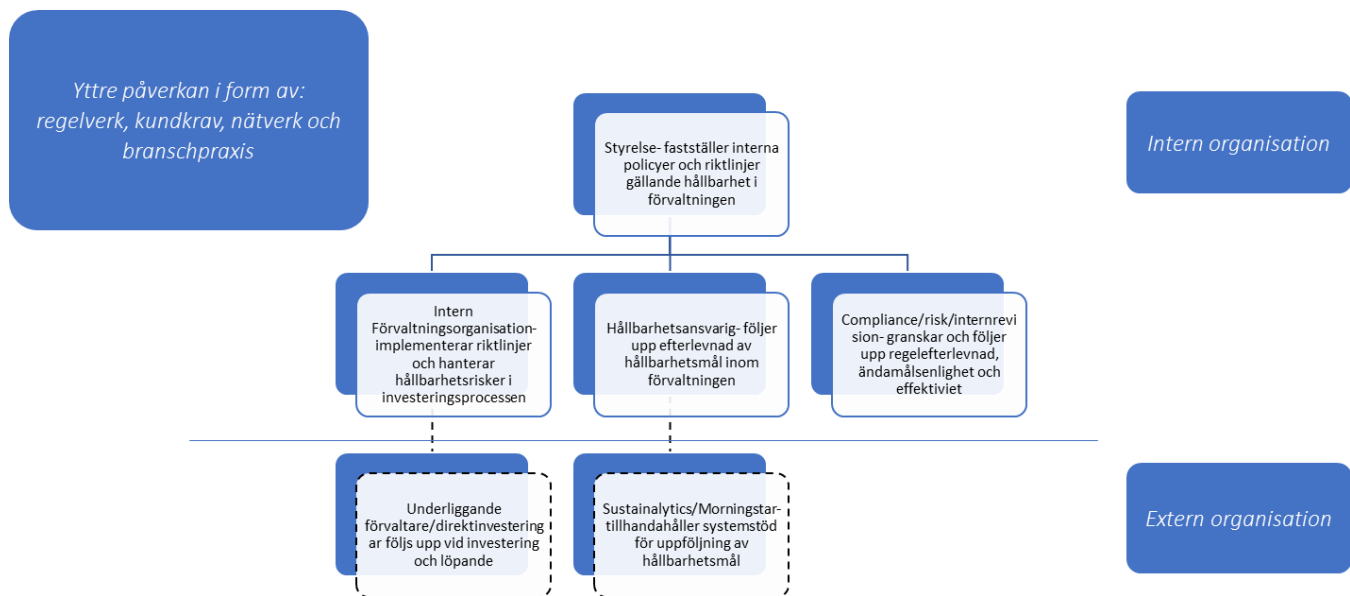 Yttre påverkan i form av:
regelverk, kundkrav, nätverk och
branschpraxis
Styrelse- fastställer interna
policyer och riktlinjer
gällande hållbarhet i
förvaltningen
Intern organisation
Intern
Förvaltningsorganisation-
implementerar riktlinjer
och hanterar
hållbarhetsrisker i
investeringsprocessen
Hållbarhetsansvarig- följer
upp efterlevnad av
hållbarhetsmål inom
förvaltningen
Compliance/risk/internrevi
sion- granskar och följer
upp regelefterlevnad,
ändamålsenlighet och
effektiviet
Underliggande
förvaltare/direktinvestering
ar följs upp vid investering
och löpande
Sustainalytics/Morningstar-
tillhandahåller systemstöd
för uppföljning av
hållbarhetsmål
Extern organisation